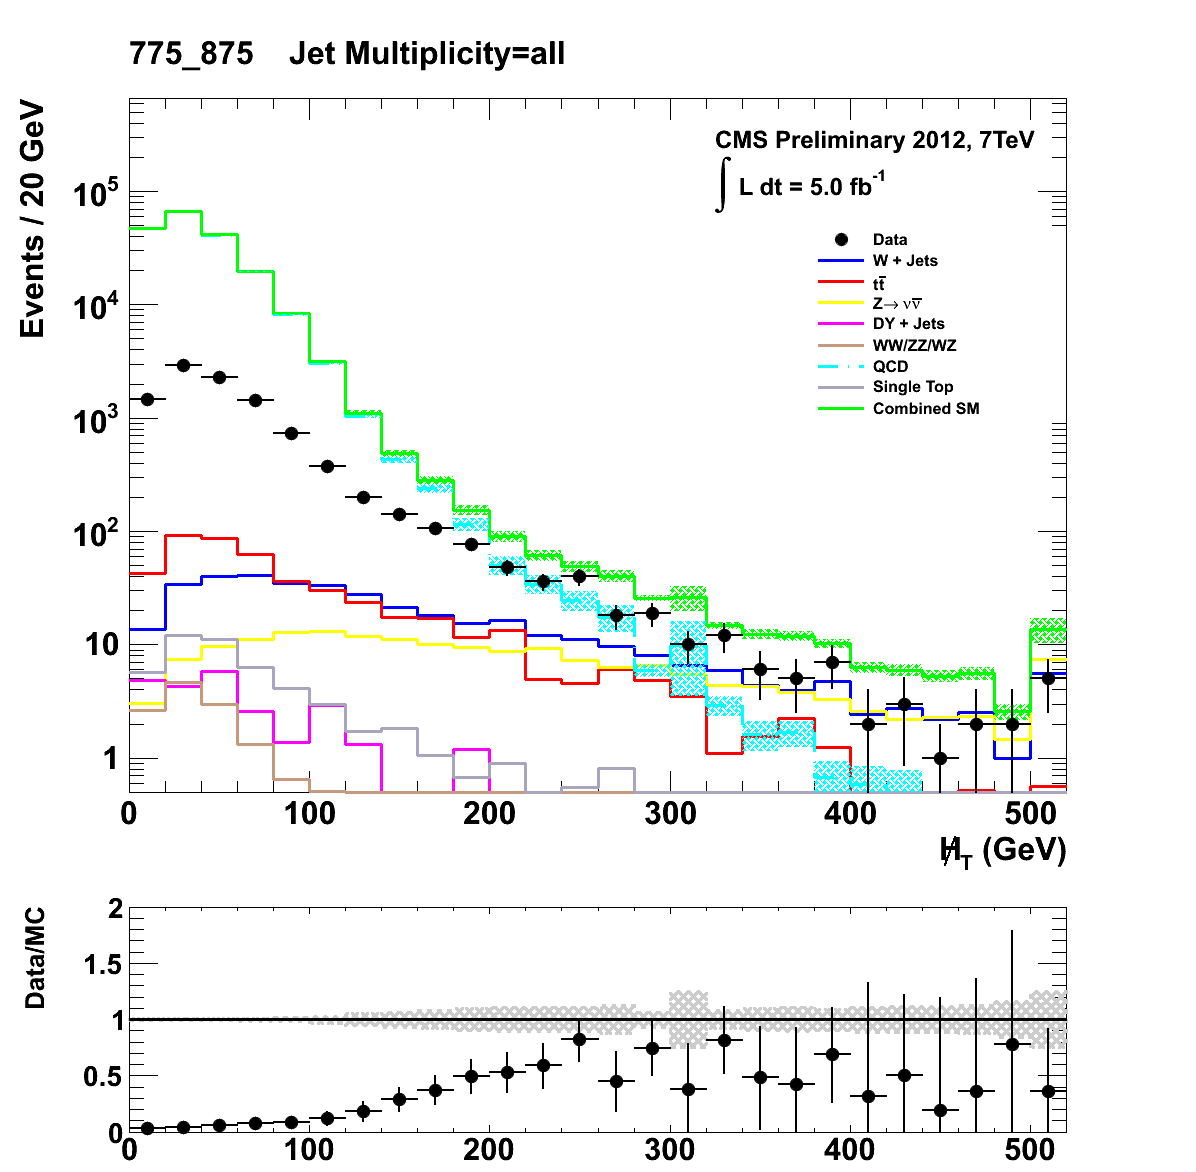 775_875    Jet Multiplicity=all
Events / 20 GeV
CMS Preliminary 2012, 7TeV
∫ L dt = 5.0 fb⁻¹
Data
W + Jets
tt̅
Z→ νν̅
DY + Jets
WW/ZZ/WZ
QCD
Single Top
Combined SM
10⁵
10⁴
10³
10²
10
1
0 100 200 300 400 500
H̸_T (GeV)
Data/MC
2
1.5
1
0.5
0
0 100 200 300 400 500